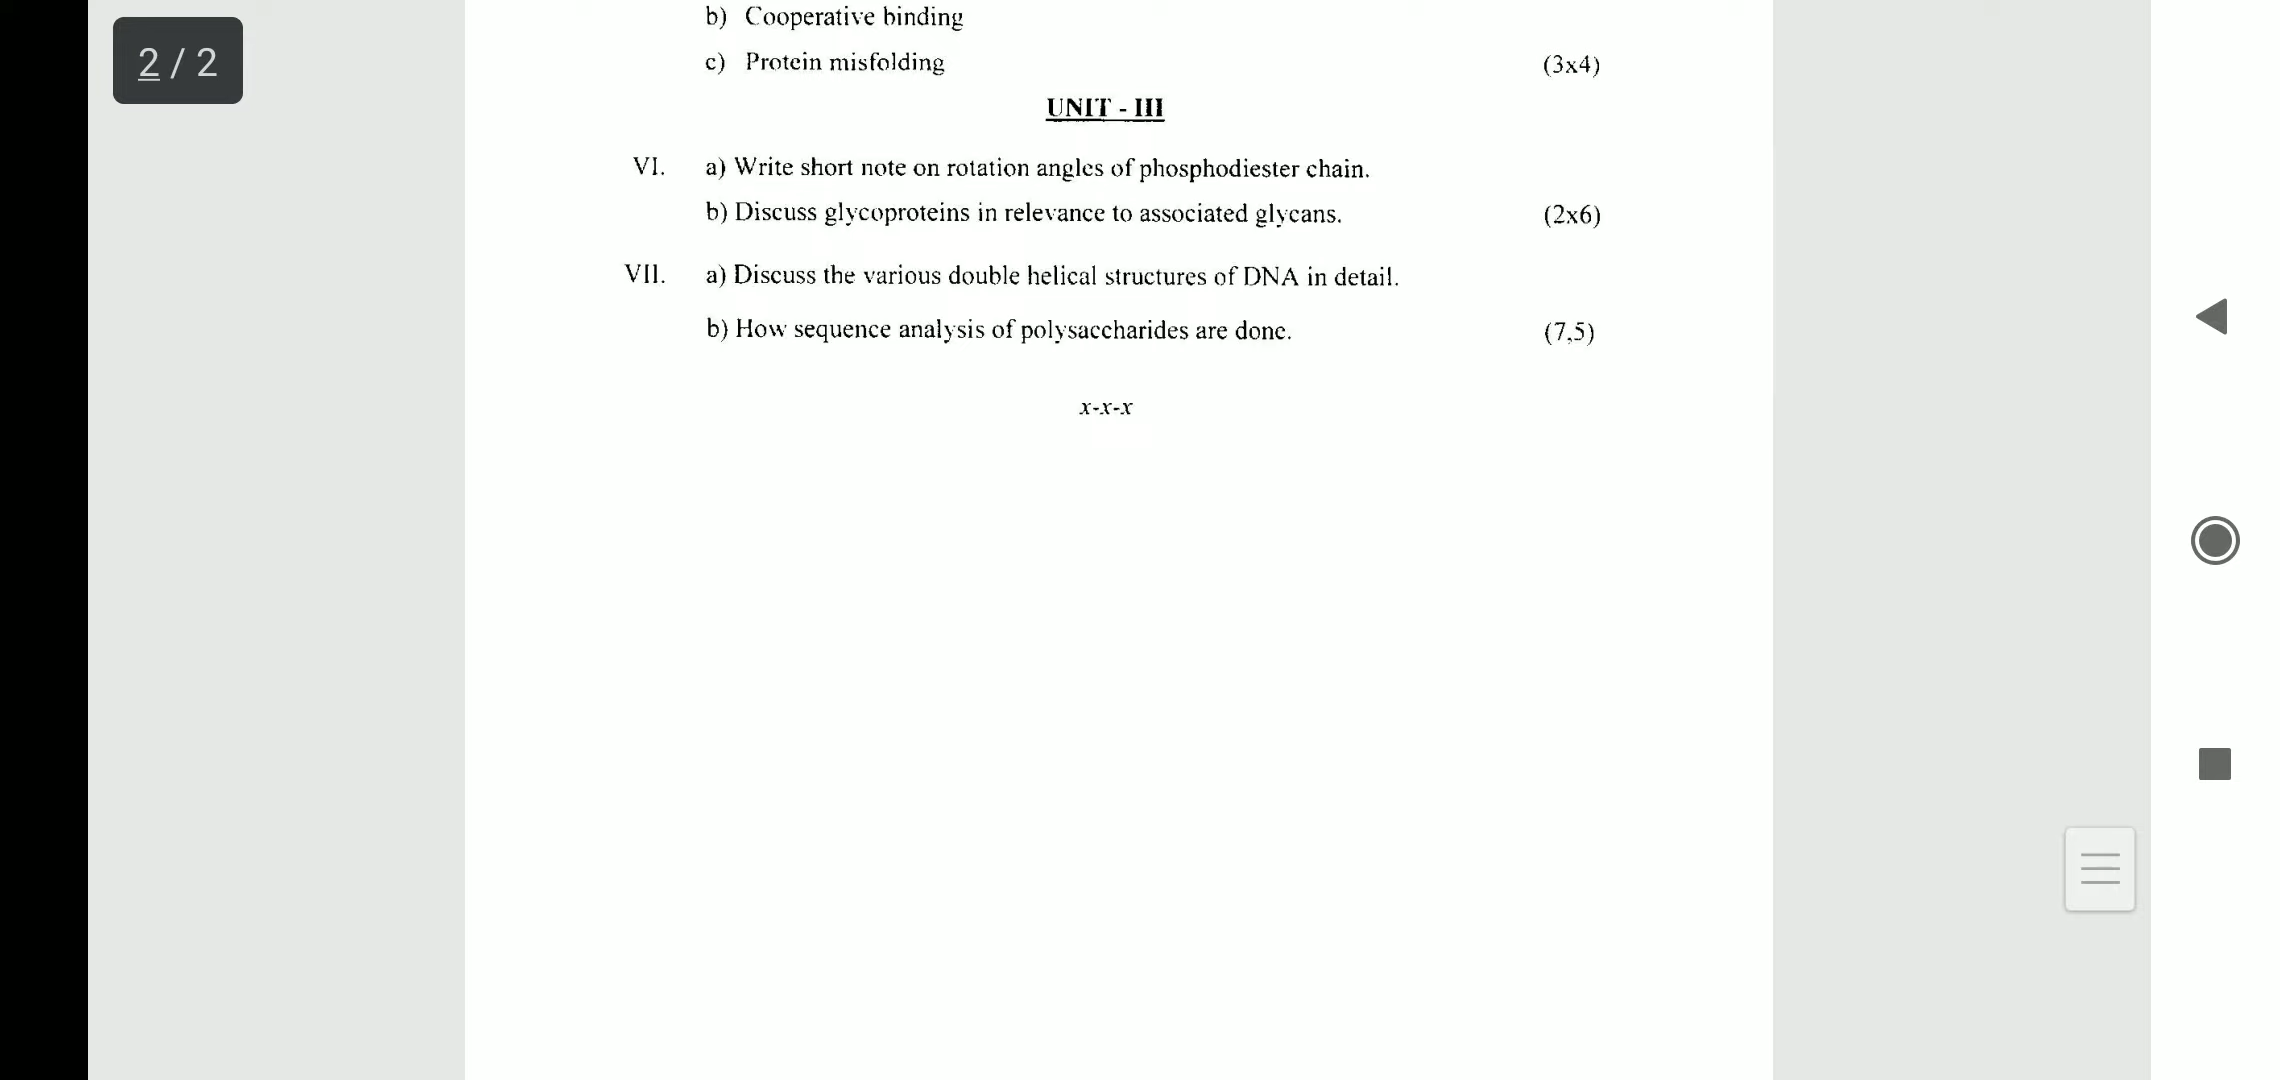 2 / 2
b) Cooperative binding
c) Protein misfolding (3x4)
UNIT - III
VI. a) Write short note on rotation angles of phosphodiester chain.
b) Discuss glycoproteins in relevance to associated glycans. (2x6)
VII. a) Discuss the various double helical structures of DNA in detail.
b) How sequence analysis of polysaccharides are done. (7,5)
x-x-x